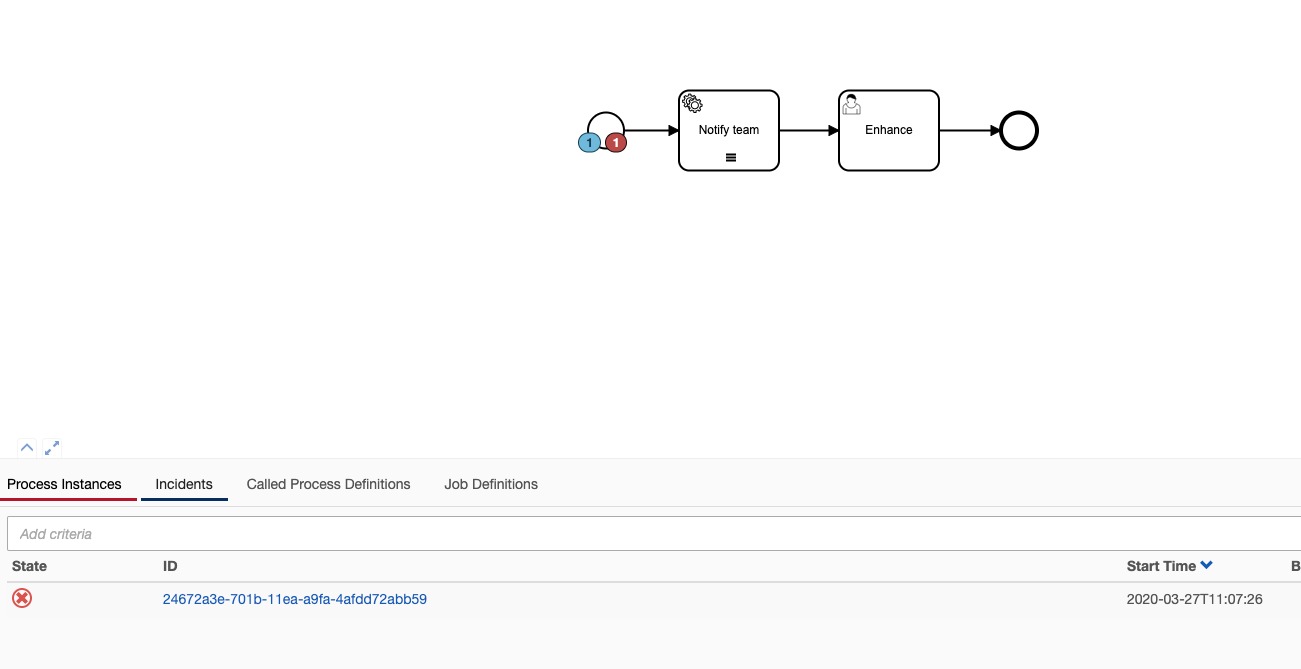 Notify team
Enhance
1 1
Process Instances Incidents Called Process Definitions Job Definitions
Add criteria
State ID Start Time B
24672a3e-701b-11ea-a9fa-4afdd72abb59 2020-03-27T11:07:26